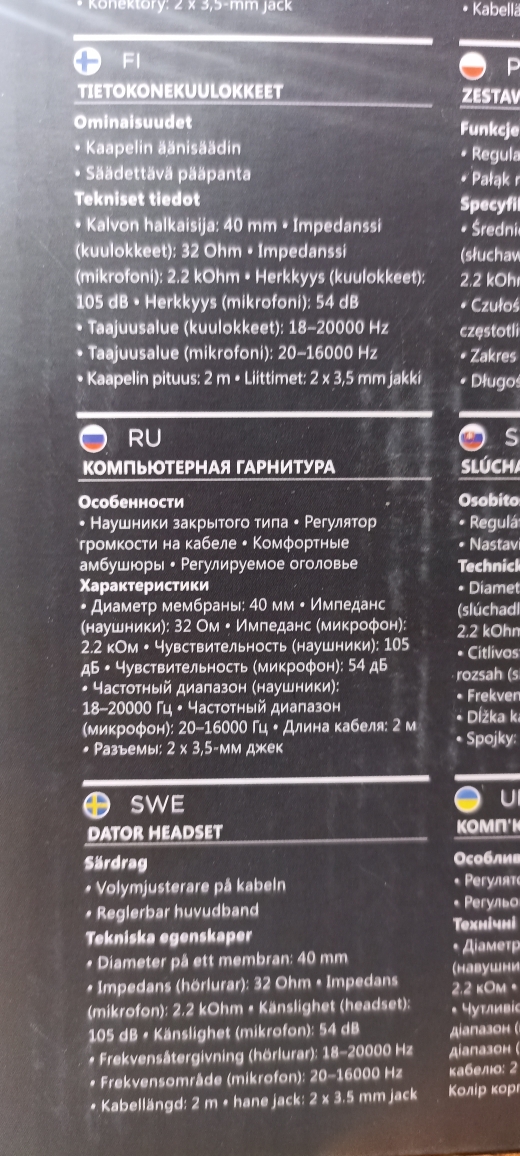 • Konektory: 2 x 3,5-mm jack
FI
TIETOKONEKUULOKKEET
Ominaisuudet
• Kaapelin äänisäädin
• Säädettävä pääpanta
Tekniset tiedot
• Kalvon halkaisija: 40 mm • Impedanssi
(kuulokkeet): 32 Ohm • Impedanssi
(mikrofoni): 2.2 kOhm • Herkkyys (kuulokkeet):
105 dB • Herkkyys (mikrofoni): 54 dB
• Taajuusalue (kuulokkeet): 18–20000 Hz
• Taajuusalue (mikrofoni): 20–16000 Hz
• Kaapelin pituus: 2 m • Liittimet: 2 x 3,5 mm jakki
RU
КОМПЬЮТЕРНАЯ ГАРНИТУРА
Особенности
• Наушники закрытого типа • Регулятор
громкости на кабеле • Комфортные
амбушюры • Регулируемое оголовье
Характеристики
• Диаметр мембраны: 40 мм • Импеданс
(наушники): 32 Ом • Импеданс (микрофон):
2.2 кОм • Чувствительность (наушники): 105
дБ • Чувствительность (микрофон): 54 дБ
• Частотный диапазон (наушники):
18–20000 Гц • Частотный диапазон
(микрофон): 20–16000 Гц • Длина кабеля: 2 м
• Разъемы: 2 x 3,5-мм джек
SWE
DATOR HEADSET
Särdrag
• Volymjusterare på kabeln
• Reglerbar huvudband
Tekniska egenskaper
• Diameter på ett membran: 40 mm
• Impedans (hörlurar): 32 Ohm • Impedans
(mikrofon): 2.2 kOhm • Känslighet (headset):
105 dB • Känslighet (mikrofon): 54 dB
• Frekvensåtergivning (hörlurar): 18–20000 Hz
• Frekvensområde (mikrofon): 20–16000 Hz
• Kabellängd: 2 m • hane jack: 2 x 3.5 mm jack
• Kabellä
P
ZESTAW
Funkcje
• Regula
• Pałąk r
Specyfi
• Średni
(słuchaw
2.2 kOh
• Czułoś
częstotli
• Zakres
• Długoś
S
SLÚCHA
Osobito
• Regulá
• Nastavi
Technick
• Diamet
(slúchadl
2.2 kOhn
• Citlivos
rozsah (s
• Frekven
• Dĺžka ka
• Spojky:
U
КОМП'К
Особлив
• Регулято
• Регульо
Технічні
• Діаметр
(навушни
2.2 кОм •
• Чутливіс
діапазон (
діапазон (
кабелю: 2
Колір корп